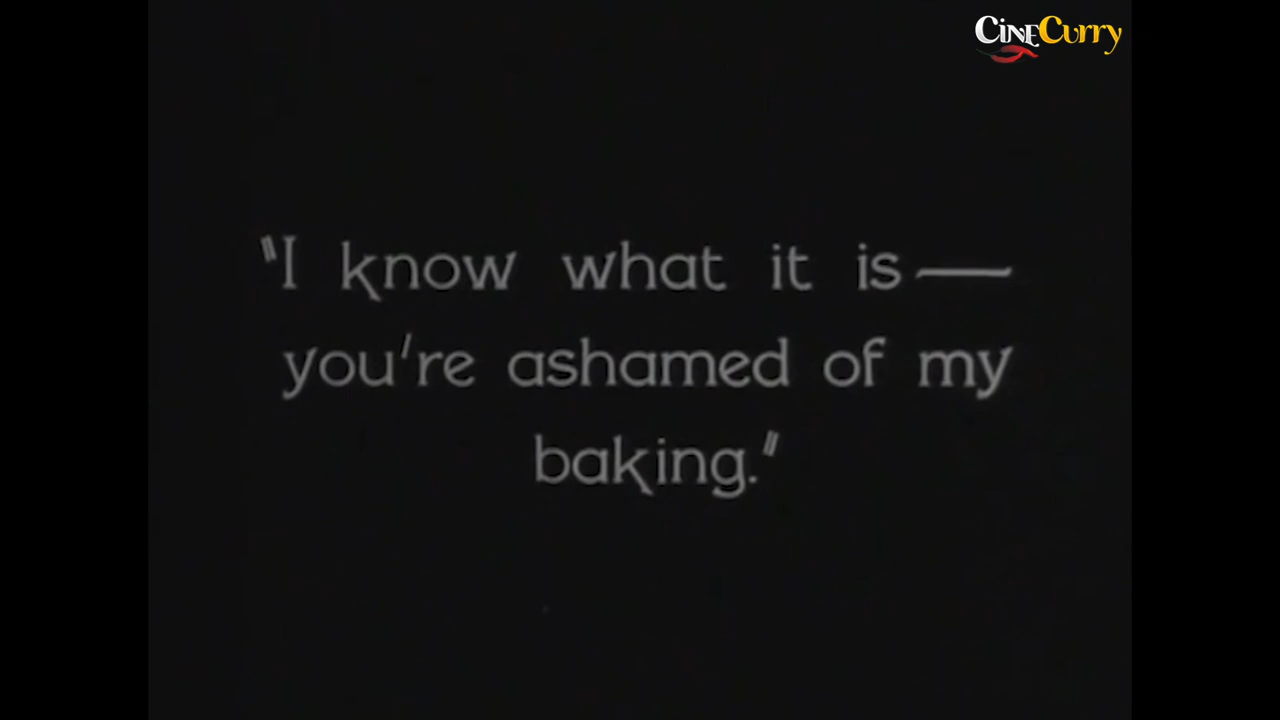 CineCurry
"I know what it is—
you're ashamed of my
baking."